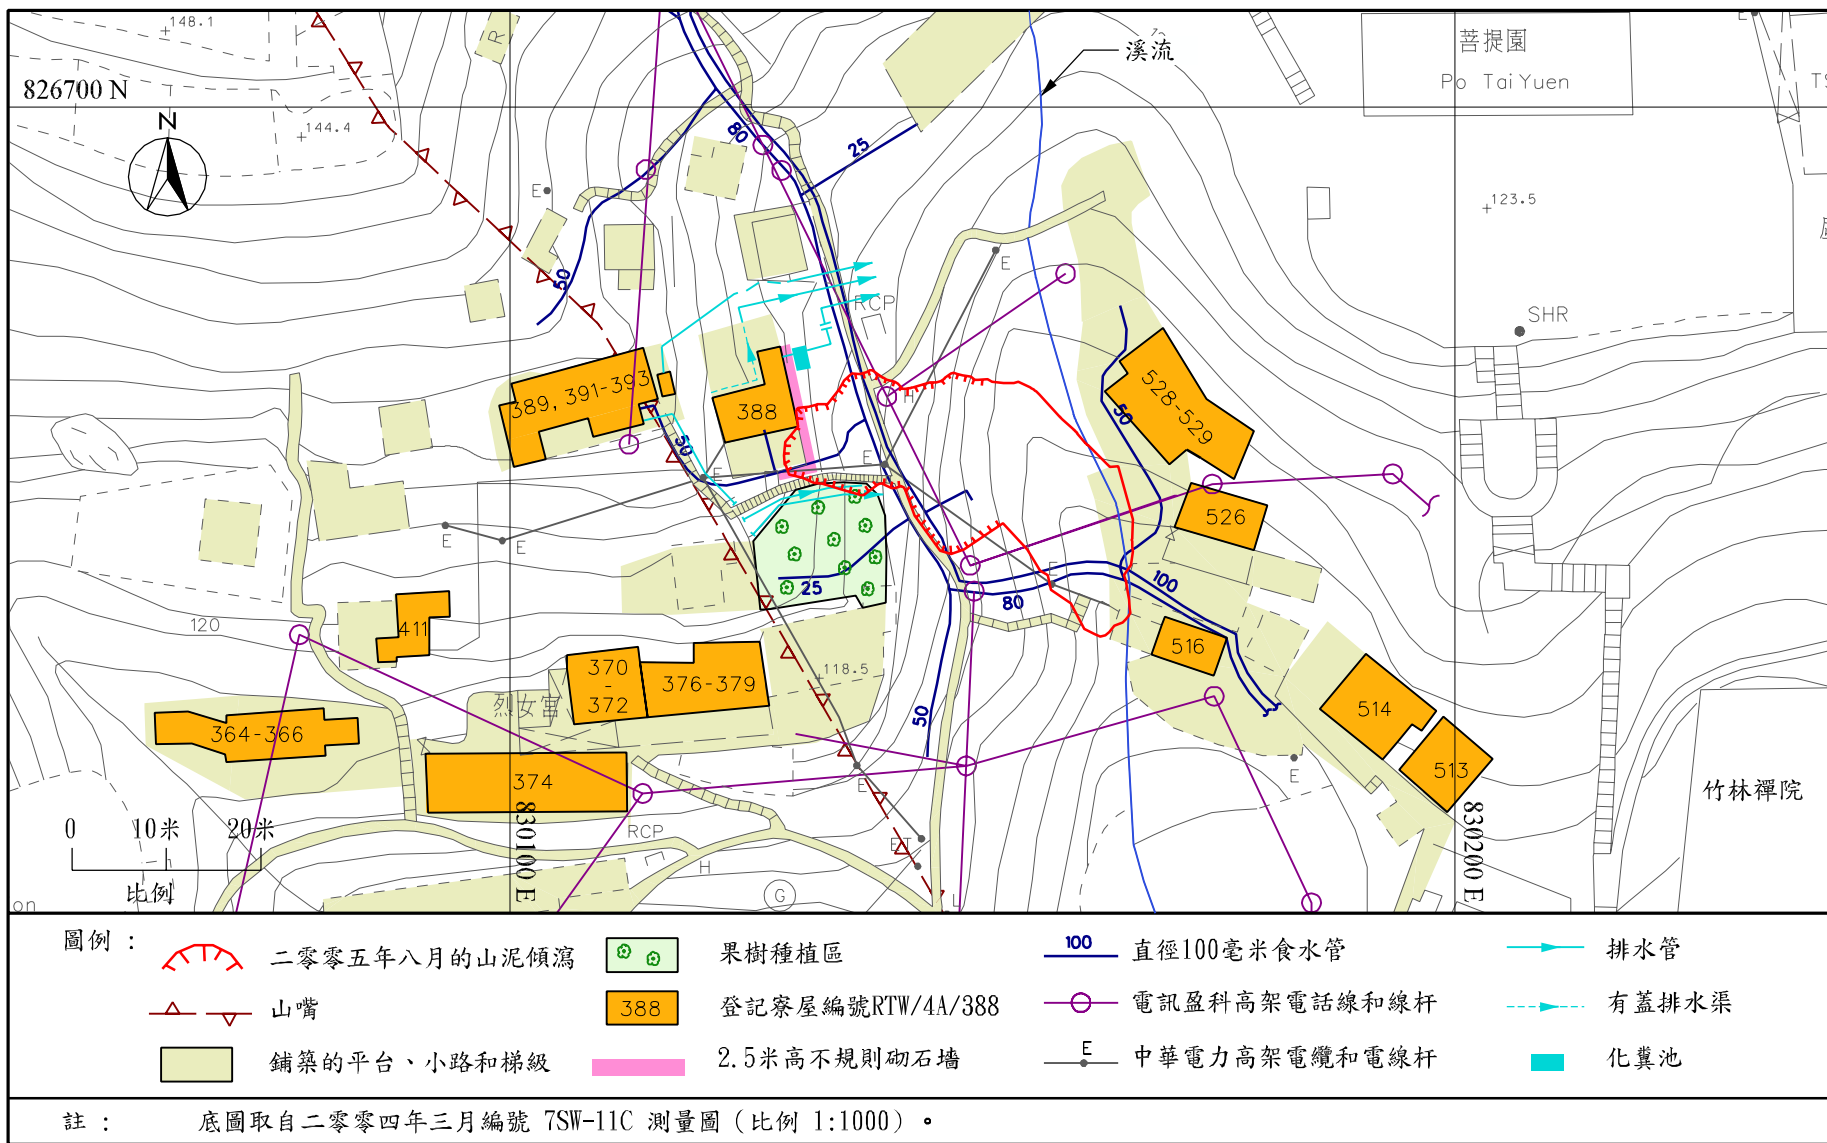 148.1
R
溪流
菩提園
Po Tai Yuen
E
TS
826700 N
N
144.4
80
25
E
123.5
50
E
RCP
SHR
389, 391-393
388
528-529
50
50
H
E
E
E
E
526
25
E
100
80
120
411
516
370
-
372
376-379
118.5
烈女宮
364-366
50
514
374
513
E
E
竹林禪院
0
10米
20米
比例
830100 E
830200 E
RCP
ET
H
G
L
on
圖例 :
二零零五年八月的山泥傾瀉
果樹種植區
100
直徑100毫米食水管
排水管
山嘴
388
登記寮屋編號RTW/4A/388
電訊盈科高架電話線和線杆
有蓋排水渠
鋪築的平台、小路和梯級
2.5米高不規則砌石墻
E
中華電力高架電纜和電線杆
化糞池
註 :
底圖取自二零零四年三月編號 7SW-11C 測量圖 (比例 1:1000) 。